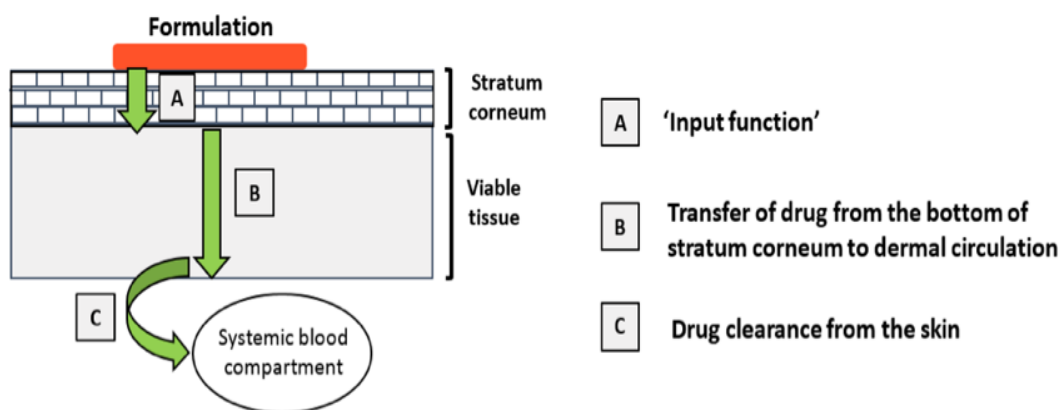 Formulation
A
Stratum
corneum
B
Viable
tissue
C
Systemic blood
compartment
A
‘Input function’
B
Transfer of drug from the bottom of
stratum corneum to dermal circulation
C
Drug clearance from the skin